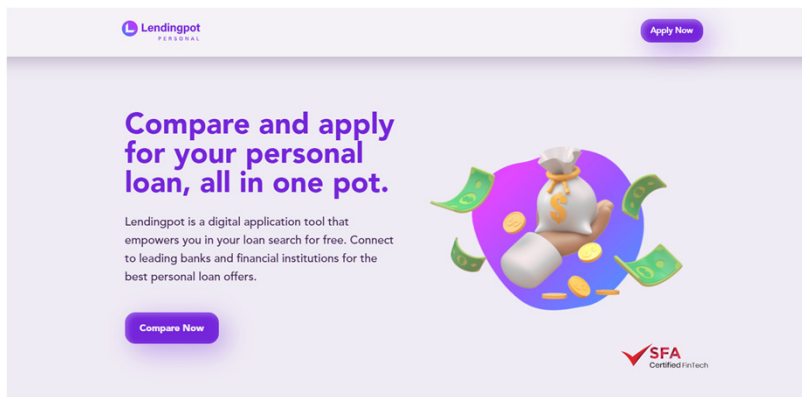 Lendingpot
PERSONAL
Apply Now
Compare and apply
for your personal
loan, all in one pot.
Lendingpot is a digital application tool that
empowers you in your loan search for free. Connect
to leading banks and financial institutions for the
best personal loan offers.
Compare Now
$
SFA
Certified FinTech